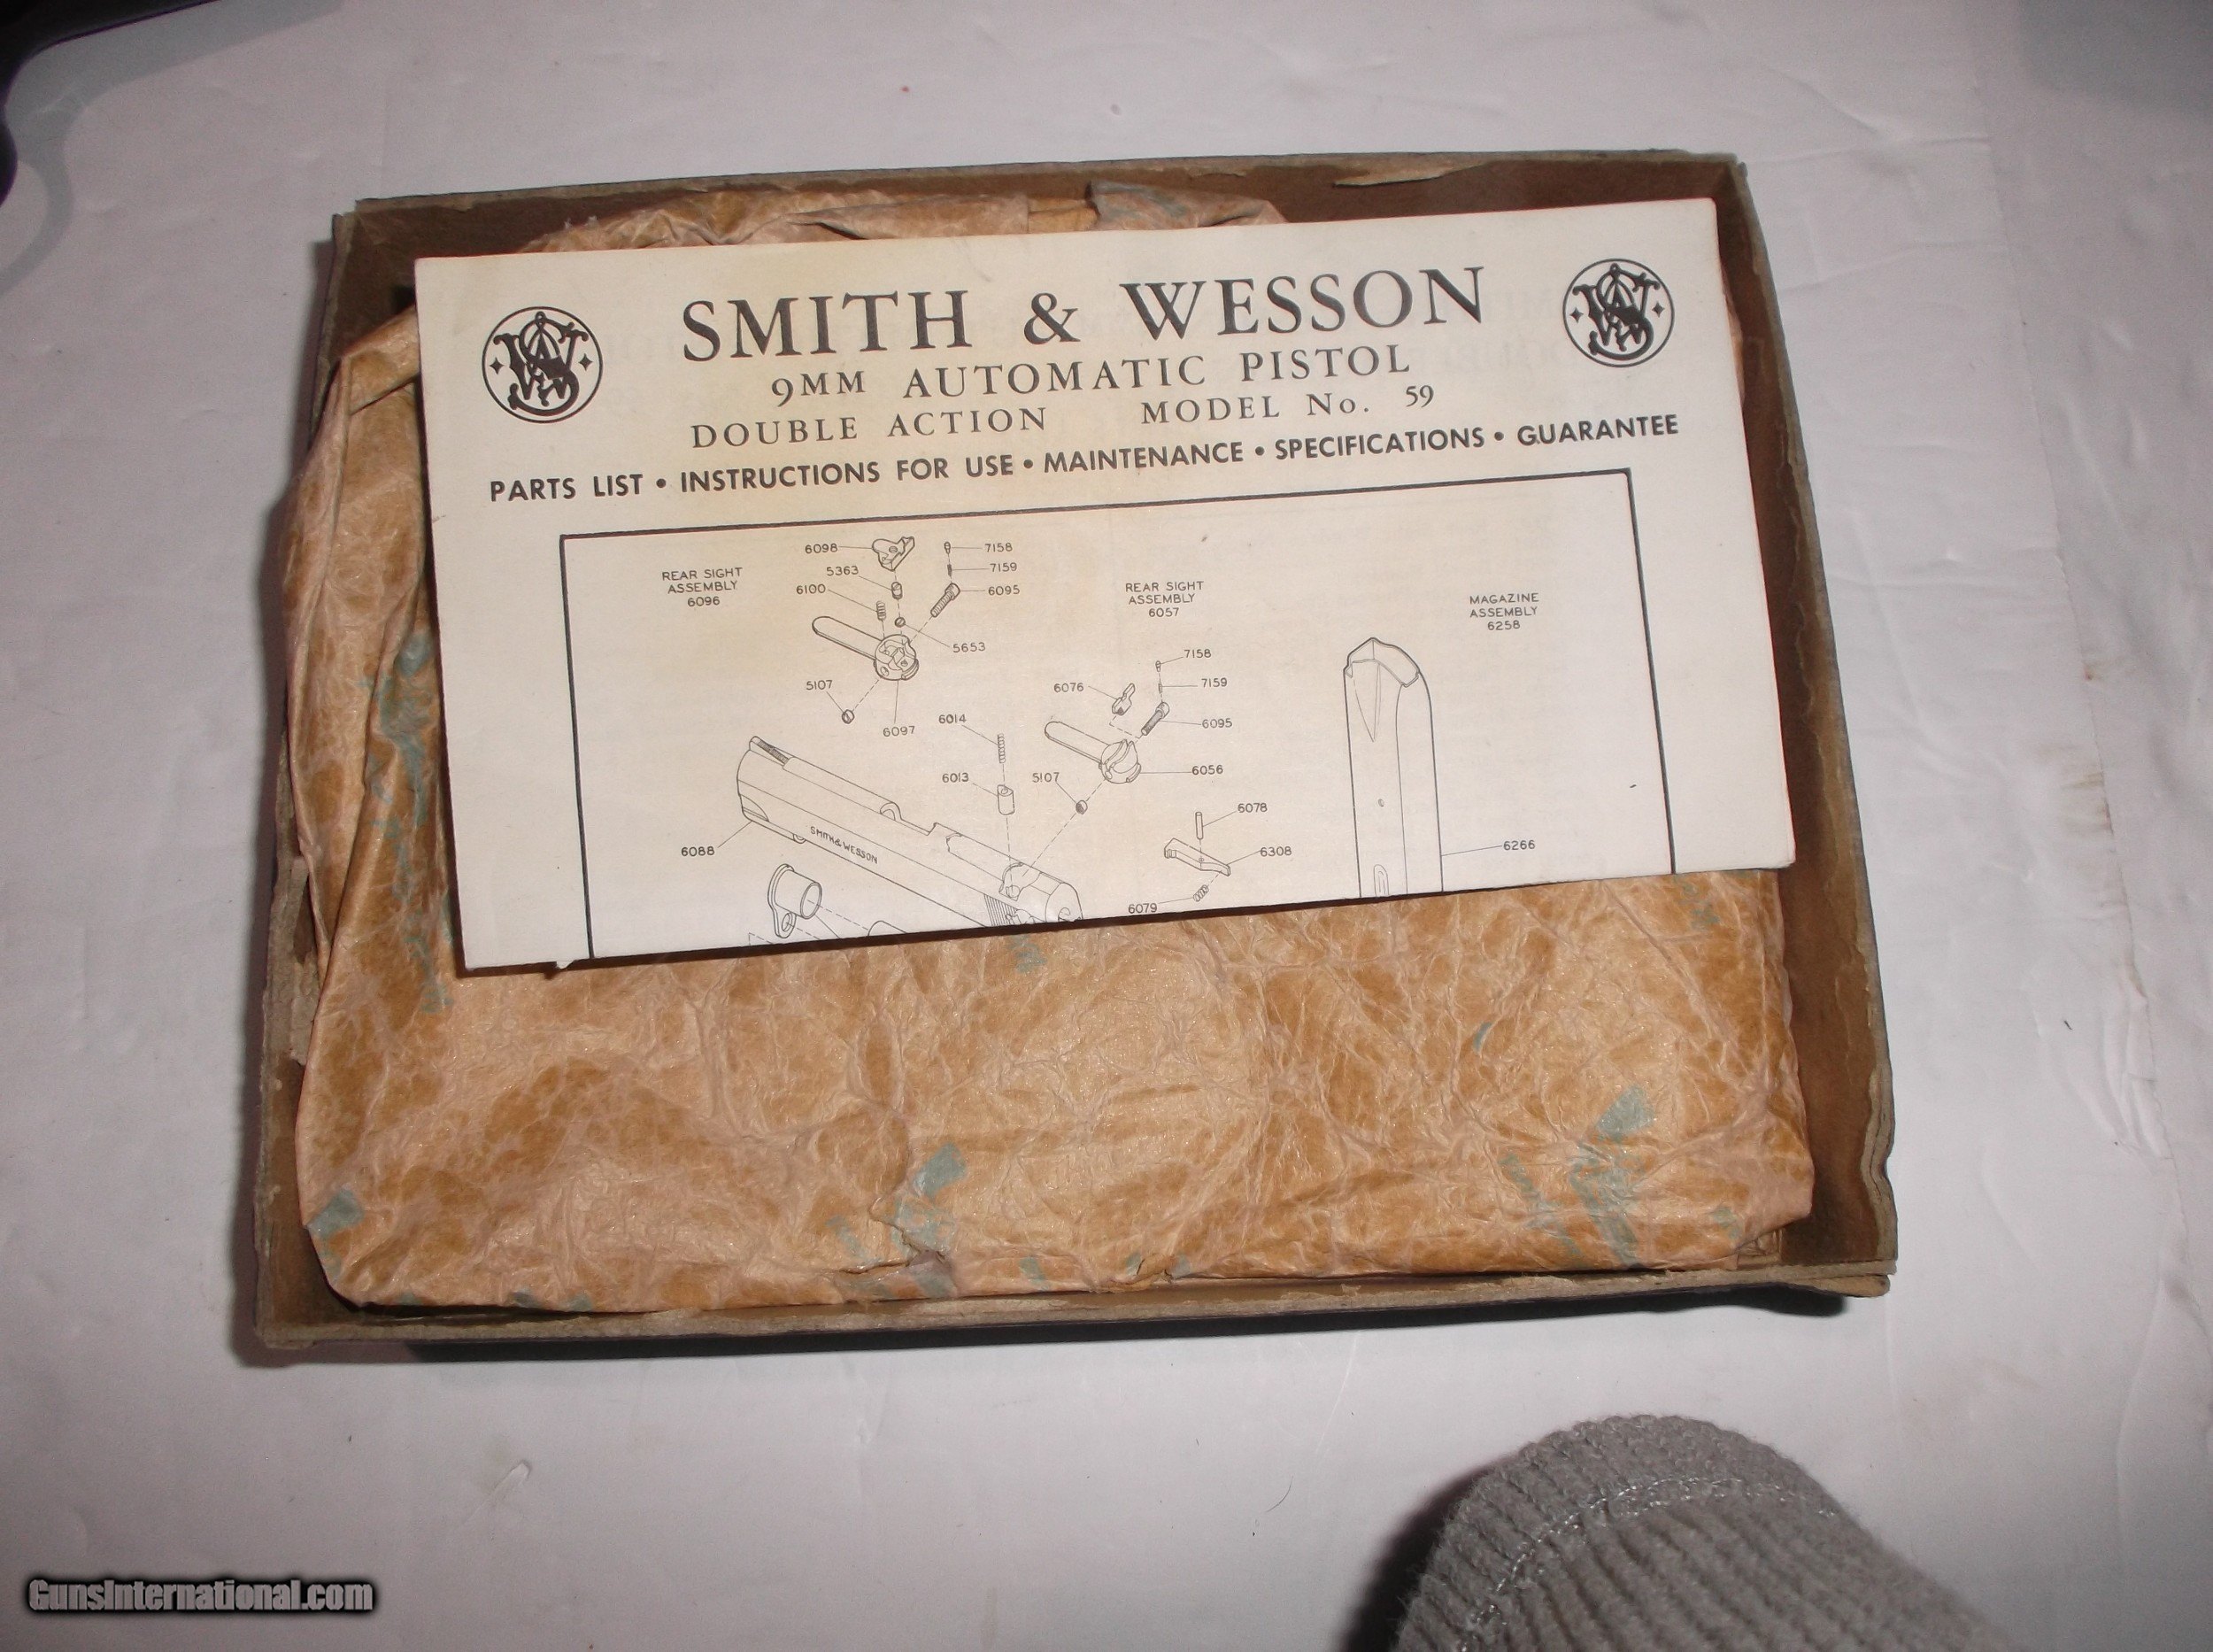 SMITH & WESSON
9MM AUTOMATIC PISTOL
DOUBLE ACTION MODEL No. 59
PARTS LIST • INSTRUCTIONS FOR USE • MAINTENANCE • SPECIFICATIONS • GUARANTEE
REAR SIGHT
ASSEMBLY
6096
6098
5363
6100
7158
7159
6095
5653
5107
6097
REAR SIGHT
ASSEMBLY
6057
7158
7159
6076
6095
6056
5107
6014
6013
MAGAZINE
ASSEMBLY
6258
6088
SMITH & WESSON
6078
6308
6079
6266
GunsInternational.com